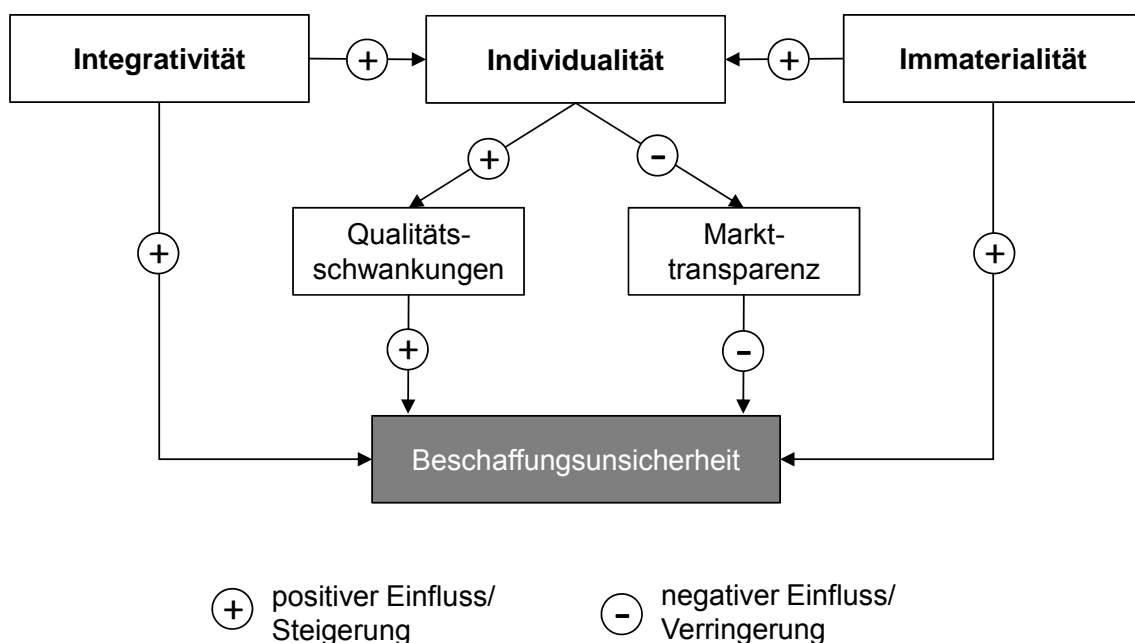 Integrativität
Individualität
Immaterialität
+
+
+
-
Qualitäts-
schwankungen
Markt-
transparenz
+
+
+
-
Beschaffungsunsicherheit
+ positiver Einfluss/
Steigerung
- negativer Einfluss/
Verringerung